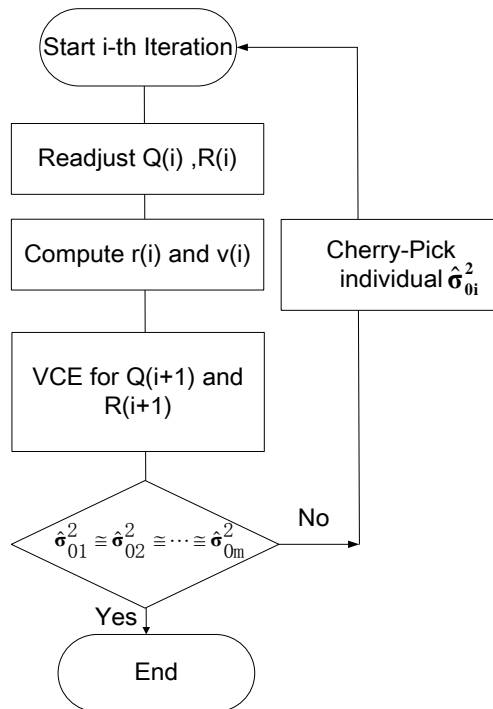 Start i-th Iteration
Readjust Q(i) ,R(i)
Compute r(i) and v(i)
VCE for Q(i+1) and
R(i+1)
σ̂²₀₁ ≅ σ̂²₀₂ ≅ ⋯ ≅ σ̂²₀ₘ
No
Cherry-Pick
individual σ̂²₀ᵢ
Yes
End